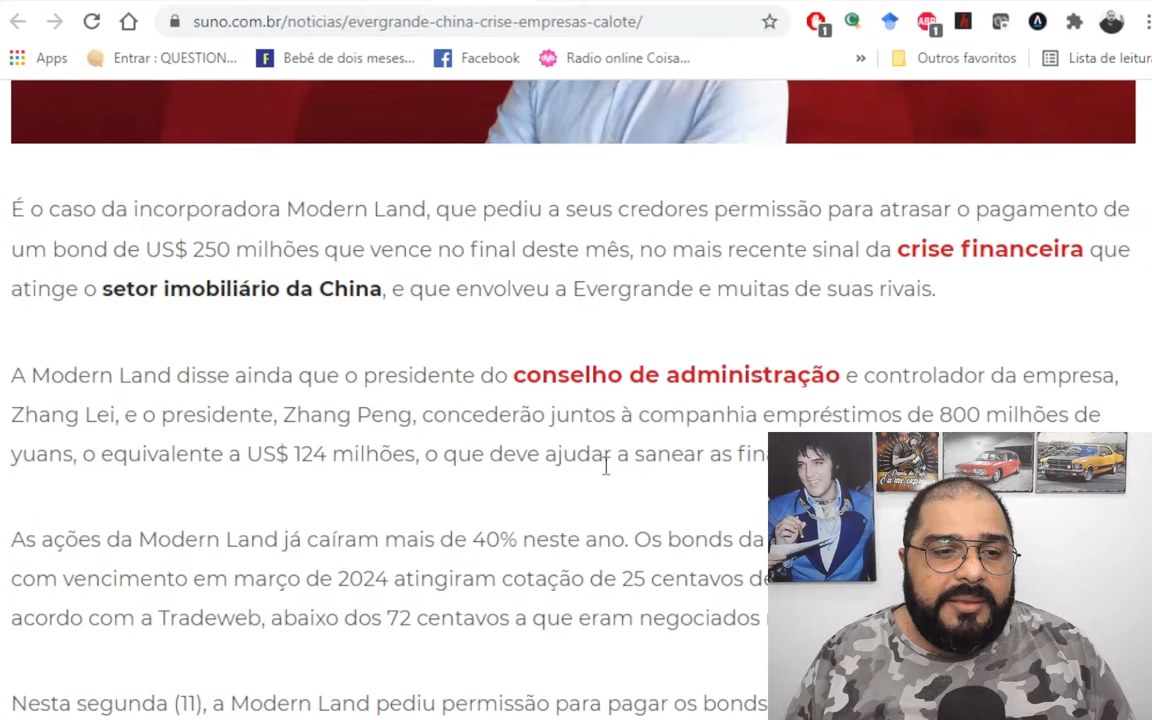 suno.com.br/noticias/evergrande-china-crise-empresas-calote/
1
ABP
1
Apps
Entrar : QUESTION...
F
Bebê de dois meses...
Facebook
Radio online Coisa...
»
Outros favoritos
Lista de leitur
É o caso da incorporadora Modern Land, que pediu a seus credores permissão para atrasar o pagamento de
um bond de US$ 250 milhões que vence no final deste mês, no mais recente sinal da crise financeira que
atinge o setor imobiliário da China, e que envolveu a Evergrande e muitas de suas rivais.
A Modern Land disse ainda que o presidente do conselho de administração e controlador da empresa,
Zhang Lei, e o presidente, Zhang Peng, concederão juntos à companhia empréstimos de 800 milhões de
yuans, o equivalente a US$ 124 milhões, o que deve ajudar a sanear as fin
As ações da Modern Land já caíram mais de 40% neste ano. Os bonds da
com vencimento em março de 2024 atingiram cotação de 25 centavos de
acordo com a Tradeweb, abaixo dos 72 centavos a que eram negociados
Nesta segunda (11), a Modern Land pediu permissão para pagar os bonds